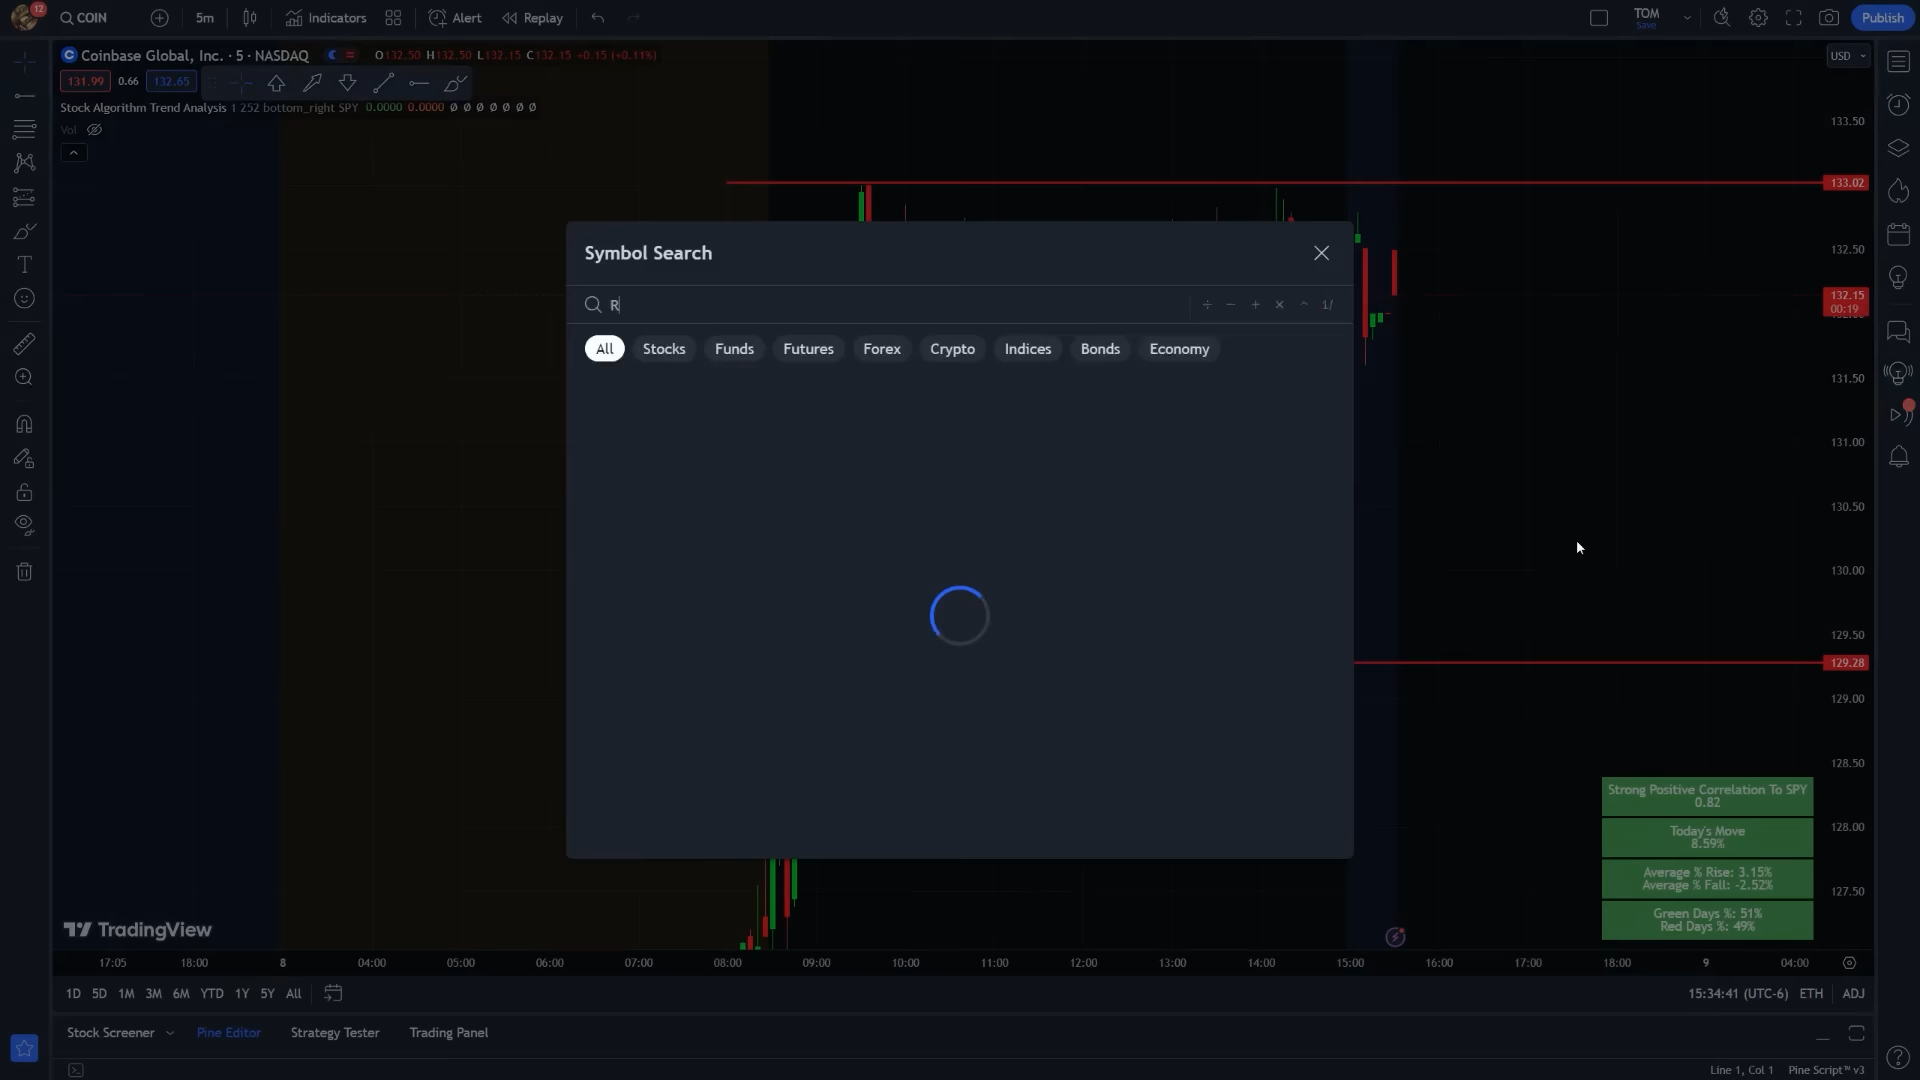 12
COIN
5m
Indicators
Alert
Replay
TOM
Save
Publish
Coinbase Global, Inc. · 5 · NASDAQ
O132.50 H132.50 L132.15 C132.15 +0.15 (+0.11%)
USD
131.99 0.66 132.65
Stock Algorithm Trend Analysis 1 252 bottom_right SPY 0.0000 0.0000 ø ø ø ø ø ø ø
Vol
133.50
133.02
132.50
132.15
00:19
131.50
131.00
130.50
130.00
129.50
129.28
129.00
128.50
128.00
127.50
Symbol Search
R
÷ − + × ^ 1/
All Stocks Funds Futures Forex Crypto Indices Bonds Economy
Strong Positive Correlation To SPY
0.82
Today's Move
8.59%
Average % Rise: 3.15%
Average % Fall: -2.52%
Green Days %: 51%
Red Days %: 49%
TradingView
17:05 18:00 8 04:00 05:00 06:00 07:00 08:00 09:00 10:00 11:00 12:00 13:00 14:00 15:00 16:00 17:00 18:00 9 04:00
1D 5D 1M 3M 6M YTD 1Y 5Y All
15:34:41 (UTC-6) ETH ADJ
Stock Screener Pine Editor Strategy Tester Trading Panel
Line 1, Col 1 Pine Script™ v3